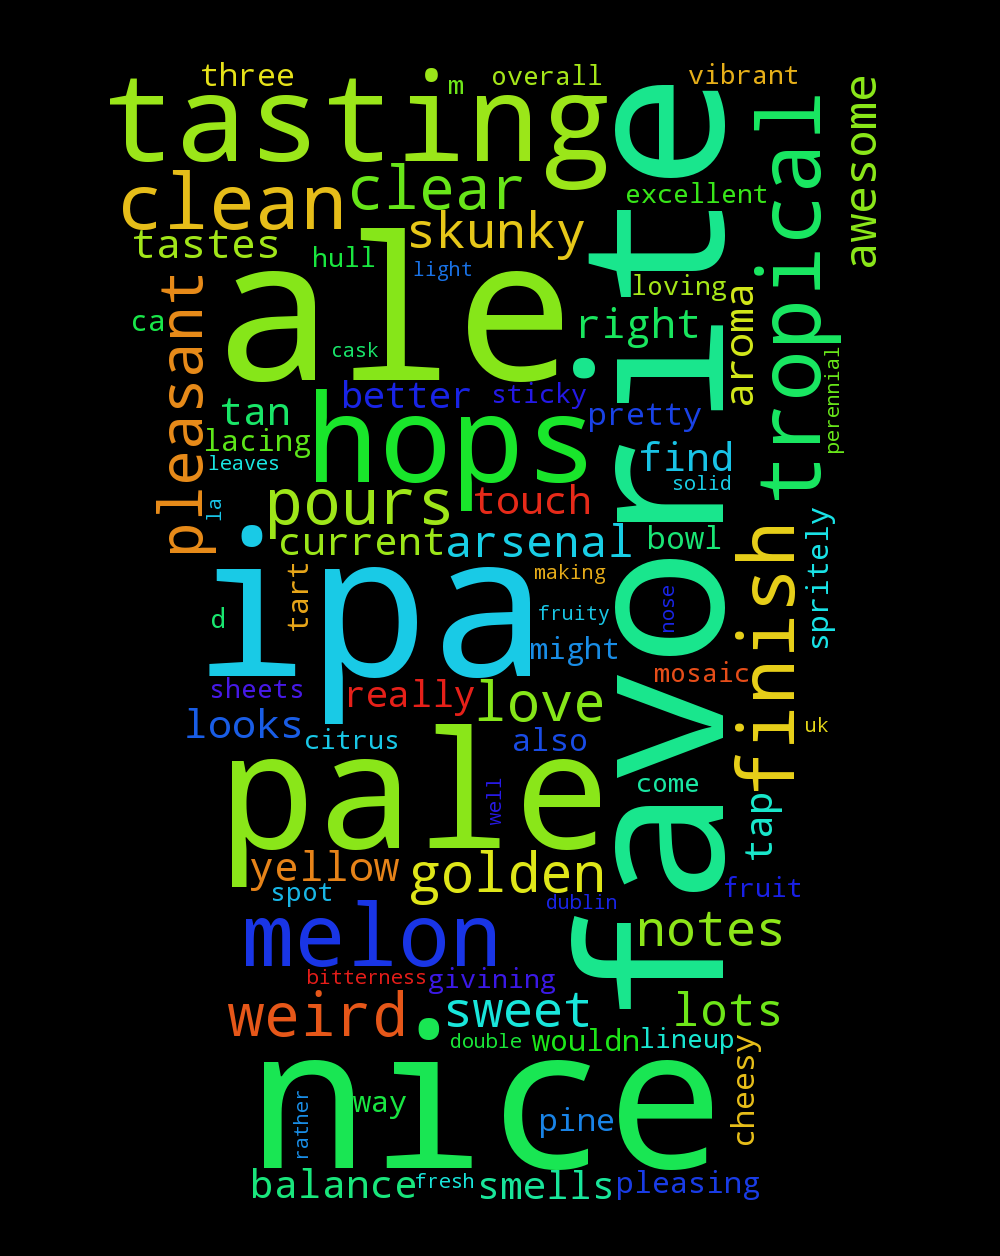 three
m
overall
vibrant
tasting
favorite
tropical
awesome
clean
clear
excellent
skunky
tastes
hull
light
ale
pleasant
loving
aroma
right
ca
cask
better
sticky
pretty
perennial
tan
hops
lacing
find
leaves
solid
la
pours
touch
current
arsenal
bowl
spritely
finish
ipa
tart
making
d
fruity
nose
might
mosaic
sheets
really
love
looks
citrus
also
uk
pale
well
come
tap
yellow
golden
spot
dublin
fruit
melon
notes
bitterness
givining
weird
sweet
lots
double
wouldn
lineup
cheesy
nice
rather
way
pine
balance
fresh
smells
pleasing